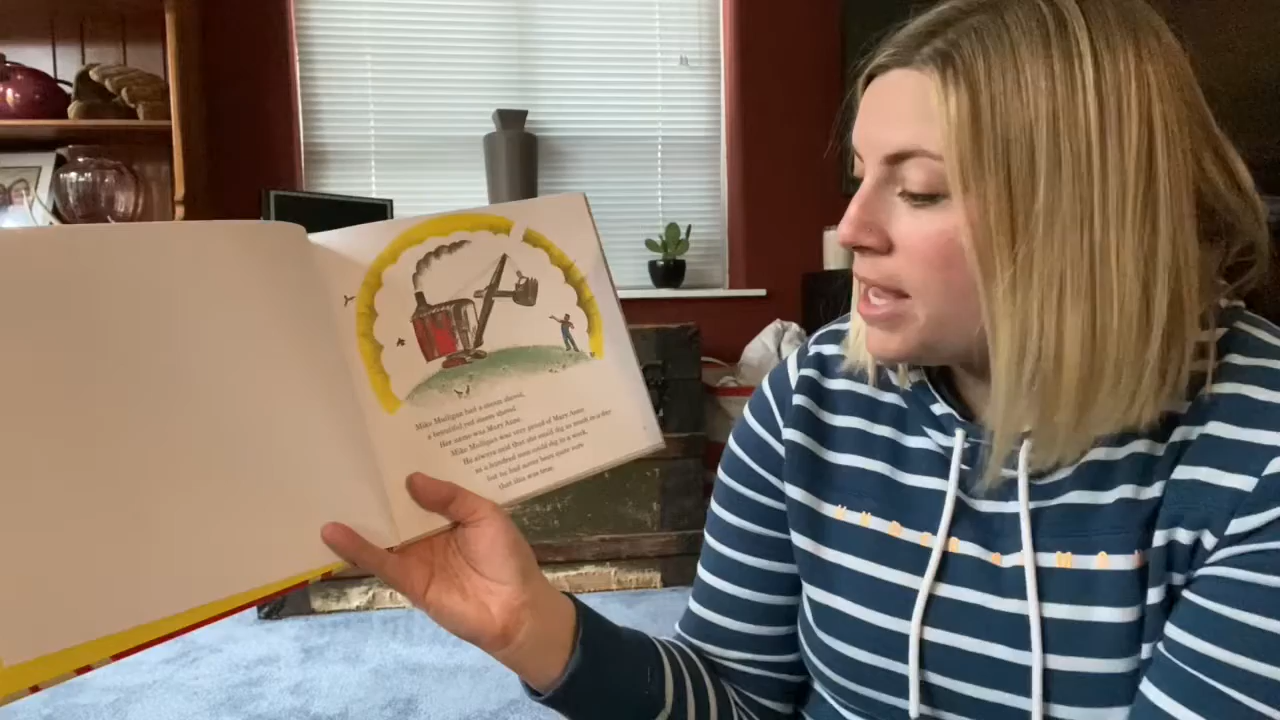 Mike Mulligan had a steam shovel,
a beautiful red steam shovel.
Her name was Mary Anne.
Mike Mulligan was very proud of Mary Anne.
He always said that she could dig as much in a day
as a hundred men could dig in a week,
but he had never been quite sure
that this was true.